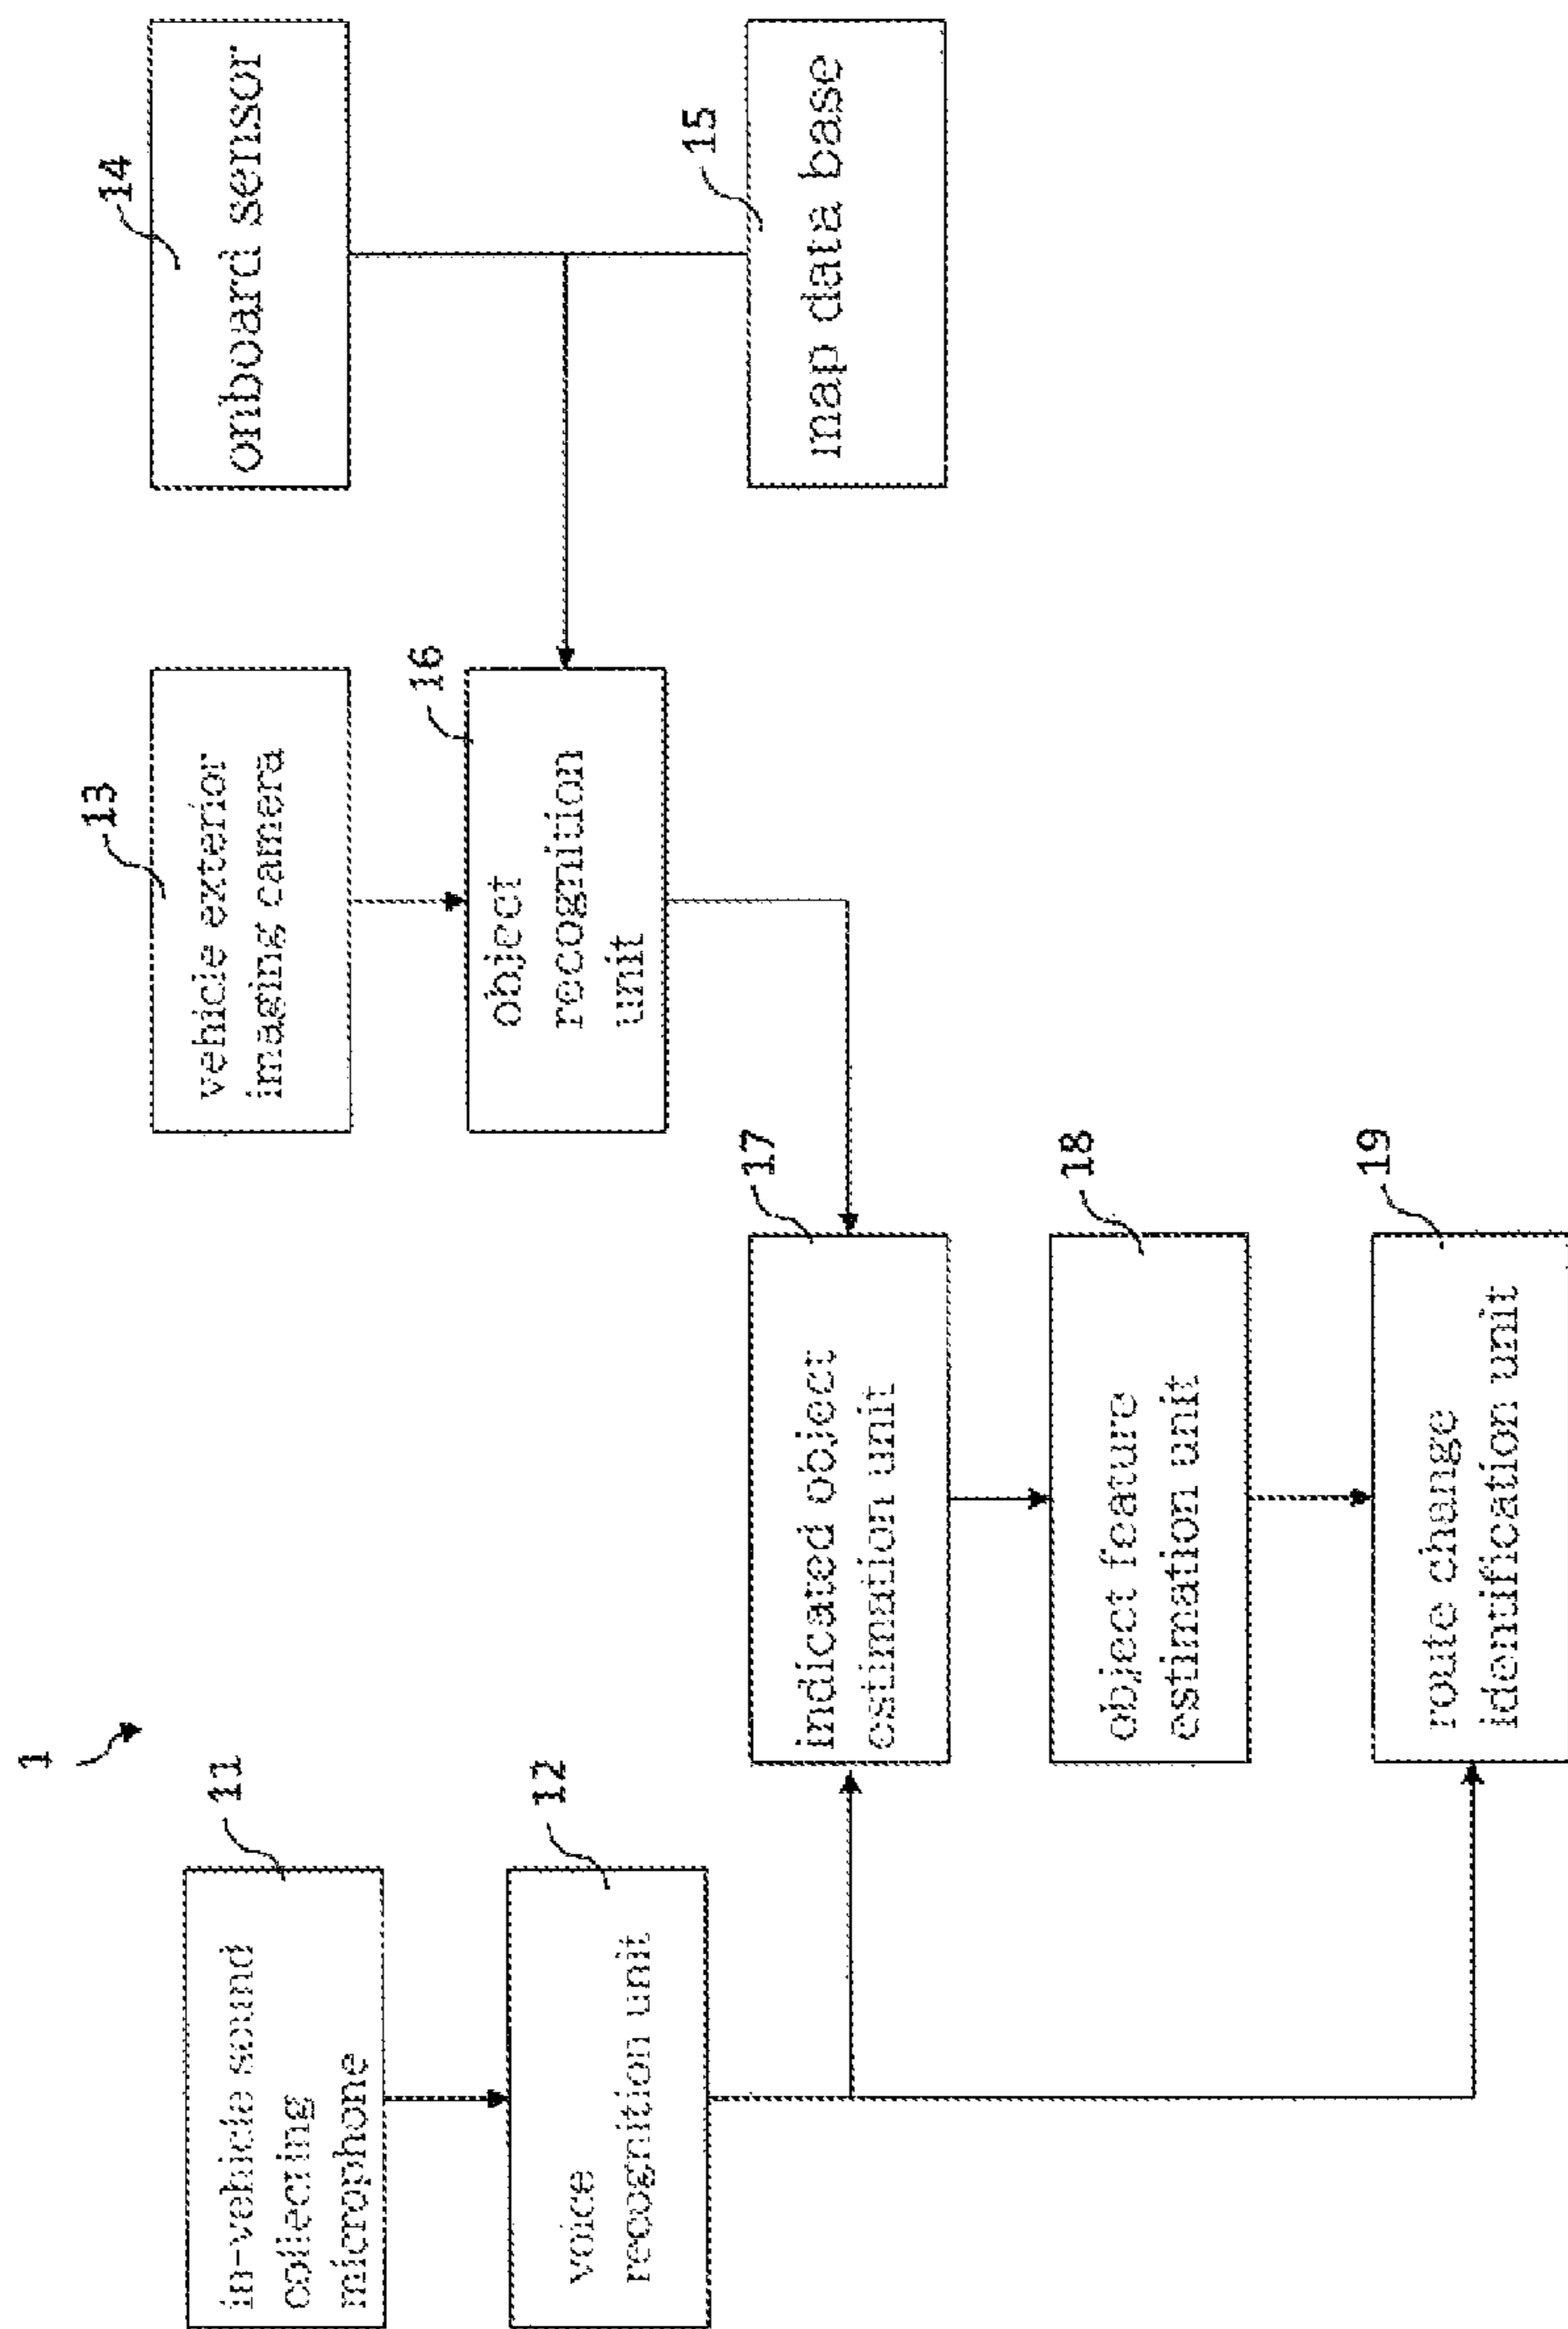 1
11
in-vehicle sound
collecting
microphone
12
voice
recognition unit
13
vehicle exterior
imaging camera
14
onboard sensor
15
map data base
16
object
recognition
unit
17
indicated object
estimation unit
18
object feature
estimation unit
19
route change
identification unit